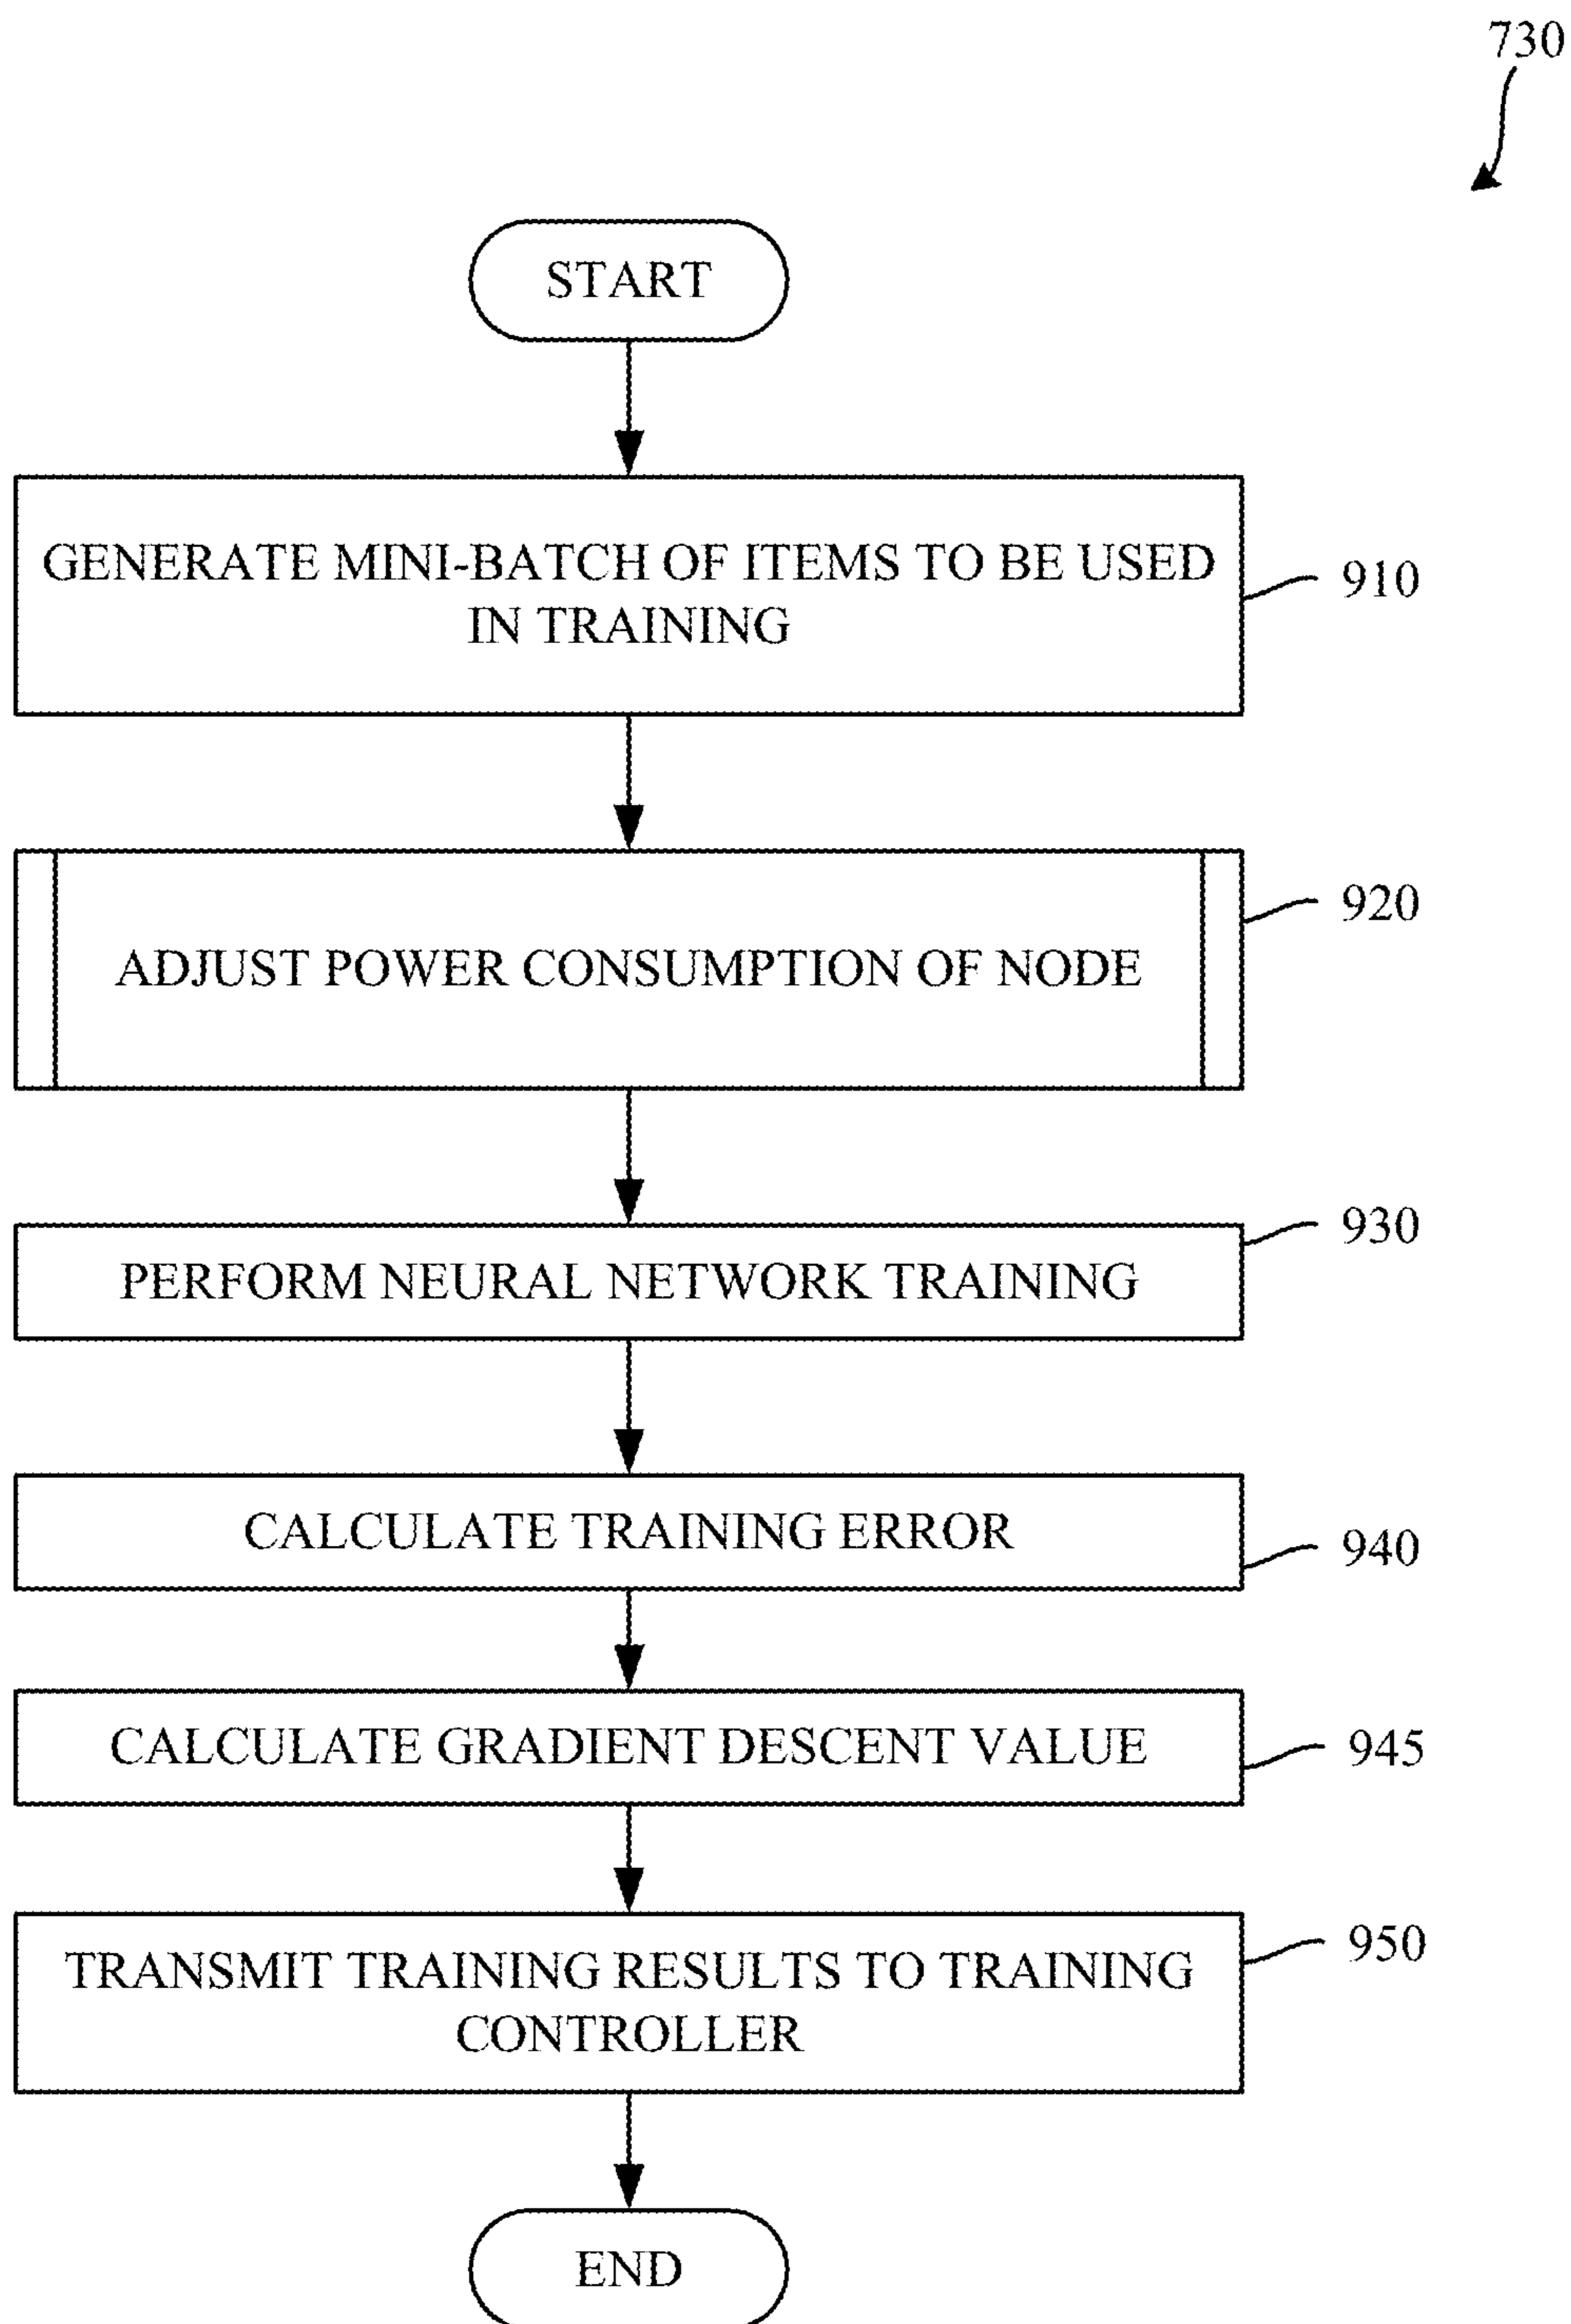 730
START
GENERATE MINI-BATCH OF ITEMS TO BE USED
IN TRAINING
910
ADJUST POWER CONSUMPTION OF NODE
920
PERFORM NEURAL NETWORK TRAINING
930
CALCULATE TRAINING ERROR
940
CALCULATE GRADIENT DESCENT VALUE
945
TRANSMIT TRAINING RESULTS TO TRAINING
CONTROLLER
950
END